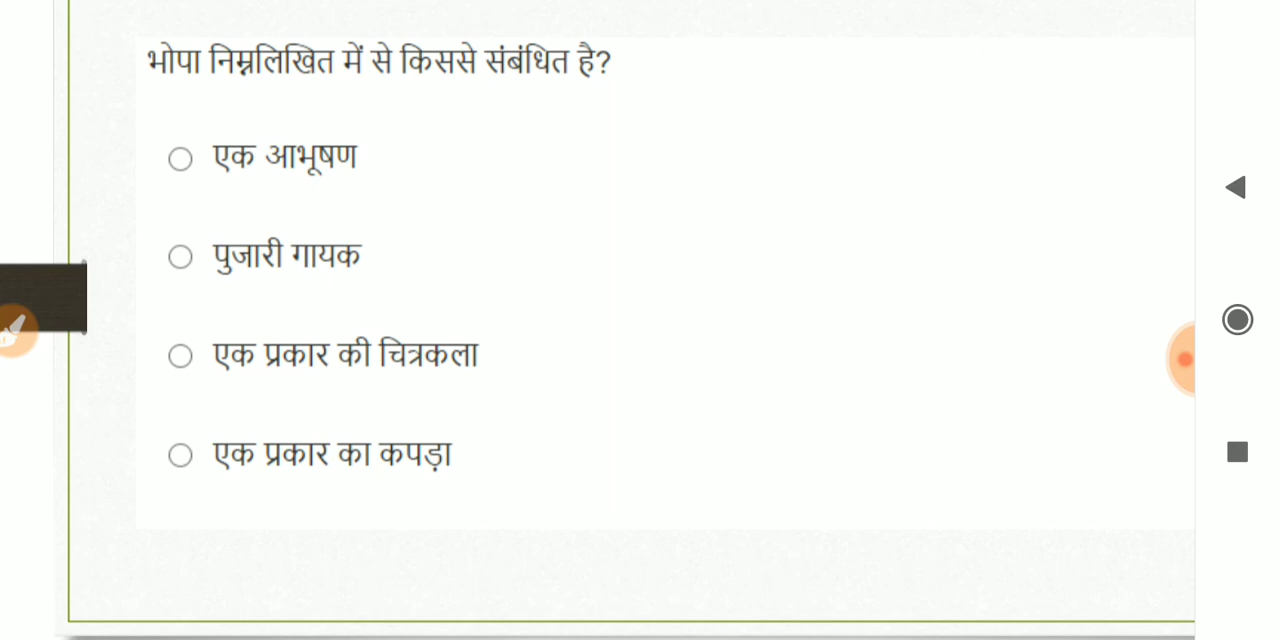 भोपा निम्नलिखित में से किससे संबंधित है?
एक आभूषण
पुजारी गायक
एक प्रकार की चित्रकला
एक प्रकार का कपड़ा